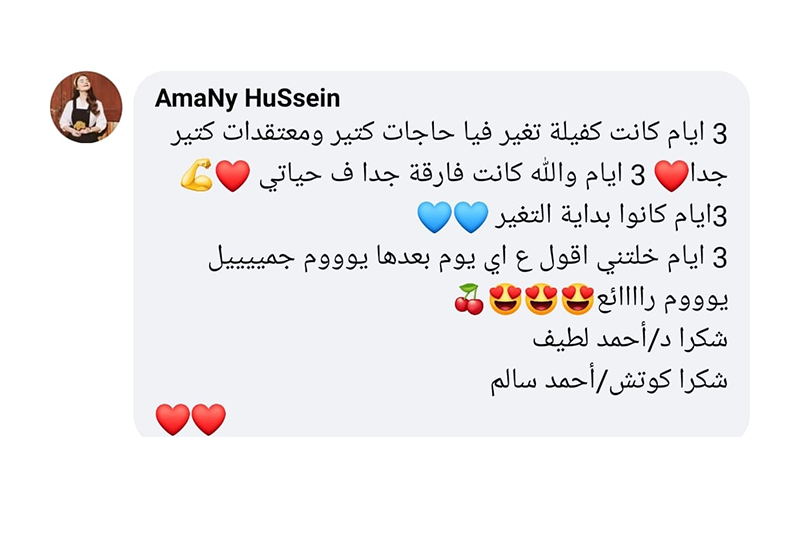 AmaNy HuSsein
3 ايام كانت كفيلة تغير فيا حاجات كتير ومعتقدات كتير
جدا❤️ 3 ايام والله كانت فارقة جدا ف حياتي ❤️💪
3ايام كانوا بداية التغير 💙💙
3 ايام خلتني اقول ع اي يوم بعدها يوووم جمييييل
يوووم راااائع😍😍😍🍒
شكرا د/أحمد لطيف
شكرا كوتش/أحمد سالم
❤️❤️